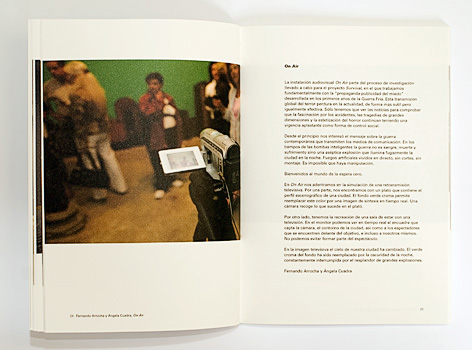 On Air
La instalación audiovisual On Air parte del proceso de investigación
llevado a cabo para el proyecto Survival, en el que trabajamos
fundamentalmente con la "propaganda-publicidad del miedo"
desarrollada en los primeros años de la Guerra Fría. Esta transmisión
global del terror perdura en la actualidad, de forma más sutil pero
igualmente efectiva. Sólo tenemos que ver las noticias para comprobar
que la fascinación por los accidentes, las tragedias de grandes
dimensiones y la estetización del horror continúan teniendo una
vigencia aplastante como forma de control social.
Desde el principio nos interesó el mensaje sobre la guerra
contemporánea que transmiten los medios de comunicación. En los
tiempos de las bombas inteligentes la guerra no es sangre, muerte y
sufrimiento sino una aséptica explosión que ilumina fugazmente la
ciudad en la noche. Fuegos artificiales vividos en directo, sin cortes, sin
montaje. Es imposible que haya manipulación.
Bienvenidos al mundo de la espera cero.
En On Air nos adentramos en la simulación de una retransmisión
televisiva. Por una parte, nos encontramos con un plató que contiene el
perfil escenográfico de una ciudad. El fondo verde croma permite
reemplazar este color por una imagen de síntesis en tiempo real. Una
cámara recoge lo que sucede en el plató.
Por otro lado, tenemos la recreación de una sala de estar con una
televisión. En el monitor podemos ver en tiempo real el escuadro que
capta la cámara, el contorno de la ciudad, así como a los espectadores
que se encuentren delante del objetivo, e incluso a nosotros mismos.
No podemos evitar formar parte del espectáculo.
En la imagen televisiva el cielo de nuestra ciudad ha cambiado. El verde
croma del fondo ha sido reemplazado por la oscuridad de la noche,
constantemente interrumpida por el resplandor de grandes explosiones.
Fernando Arrocha y Ángela Cuadra
24 Fernando Arrocha y Ángela Cuadra, On Air
25